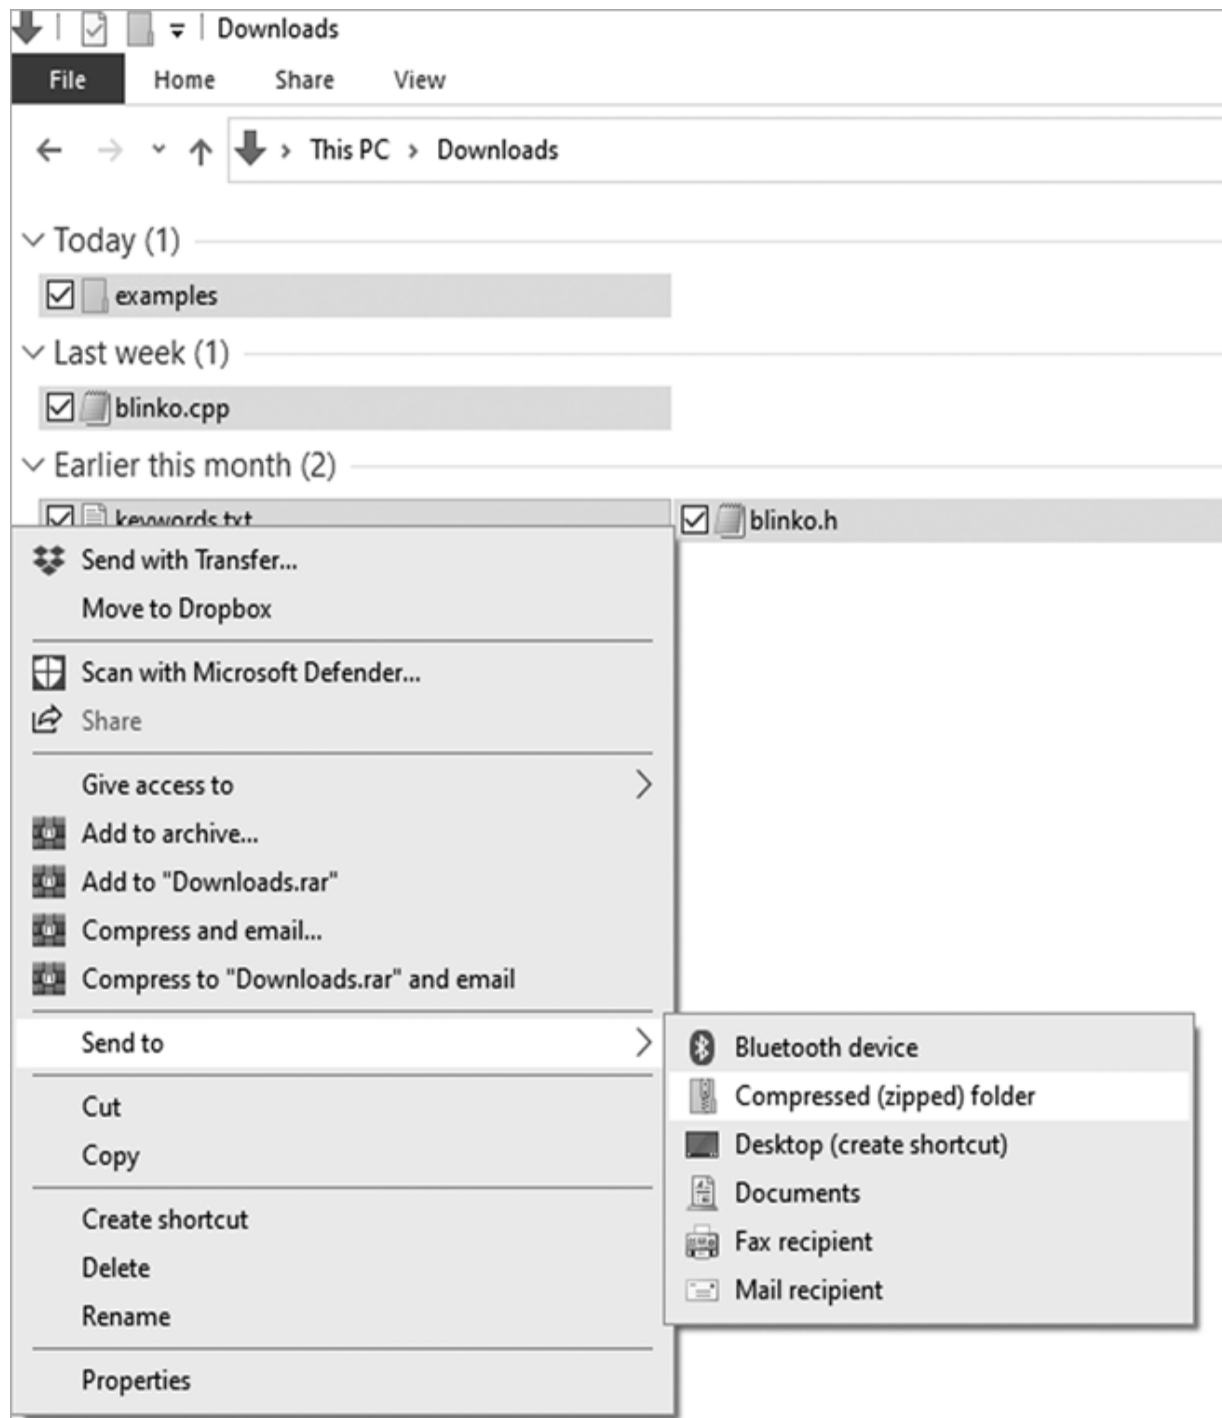 Downloads
File Home Share View
This PC > Downloads
Today (1)
examples
Last week (1)
blinko.cpp
Earlier this month (2)
keywords.txt blinko.h
Send with Transfer...
Move to Dropbox
Scan with Microsoft Defender...
Share
Give access to
Add to archive...
Add to "Downloads.rar"
Compress and email...
Compress to "Downloads.rar" and email
Send to
Cut
Copy
Create shortcut
Delete
Rename
Properties
Bluetooth device
Compressed (zipped) folder
Desktop (create shortcut)
Documents
Fax recipient
Mail recipient